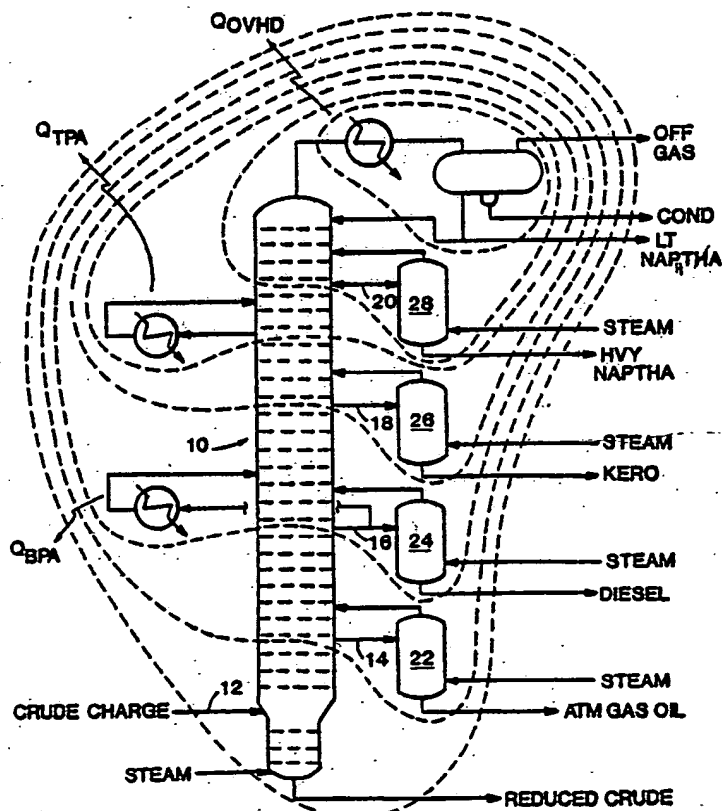 QOVHD
QTPA
OFF
GAS
COND
LT
NAPTHA
20
28
STEAM
HVY
NAPTHA
10
18
26
STEAM
KERO
QBPA
16
24
STEAM
DIESEL
14
22
STEAM
12
CRUDE CHARGE
ATM GAS OIL
STEAM
REDUCED CRUDE